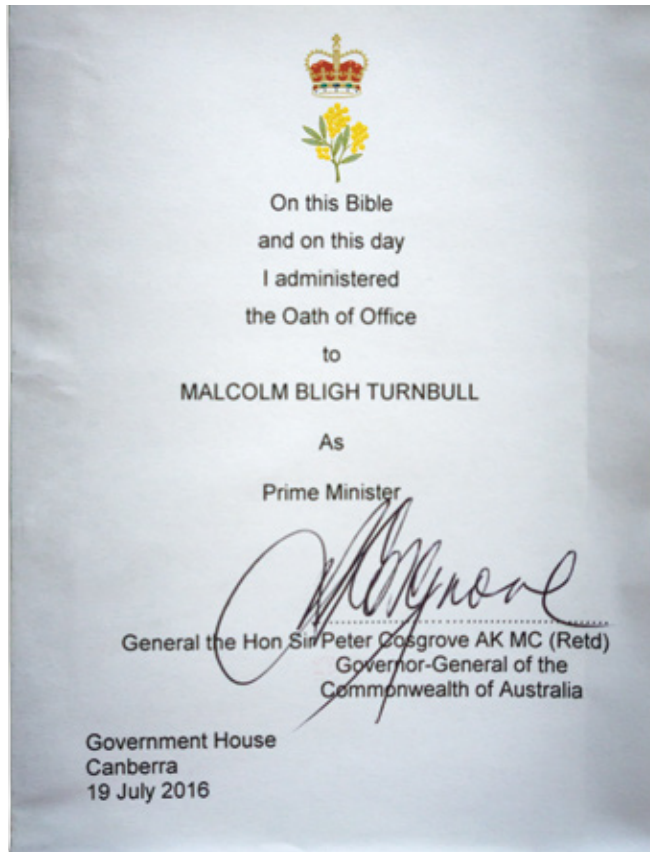 On this Bible
and on this day
I administered
the Oath of Office
to
MALCOLM BLIGH TURNBULL
As
Prime Minister
P Cosgrove
General the Hon Sir Peter Cosgrove AK MC (Retd)
Governor-General of the
Commonwealth of Australia
Government House
Canberra
19 July 2016